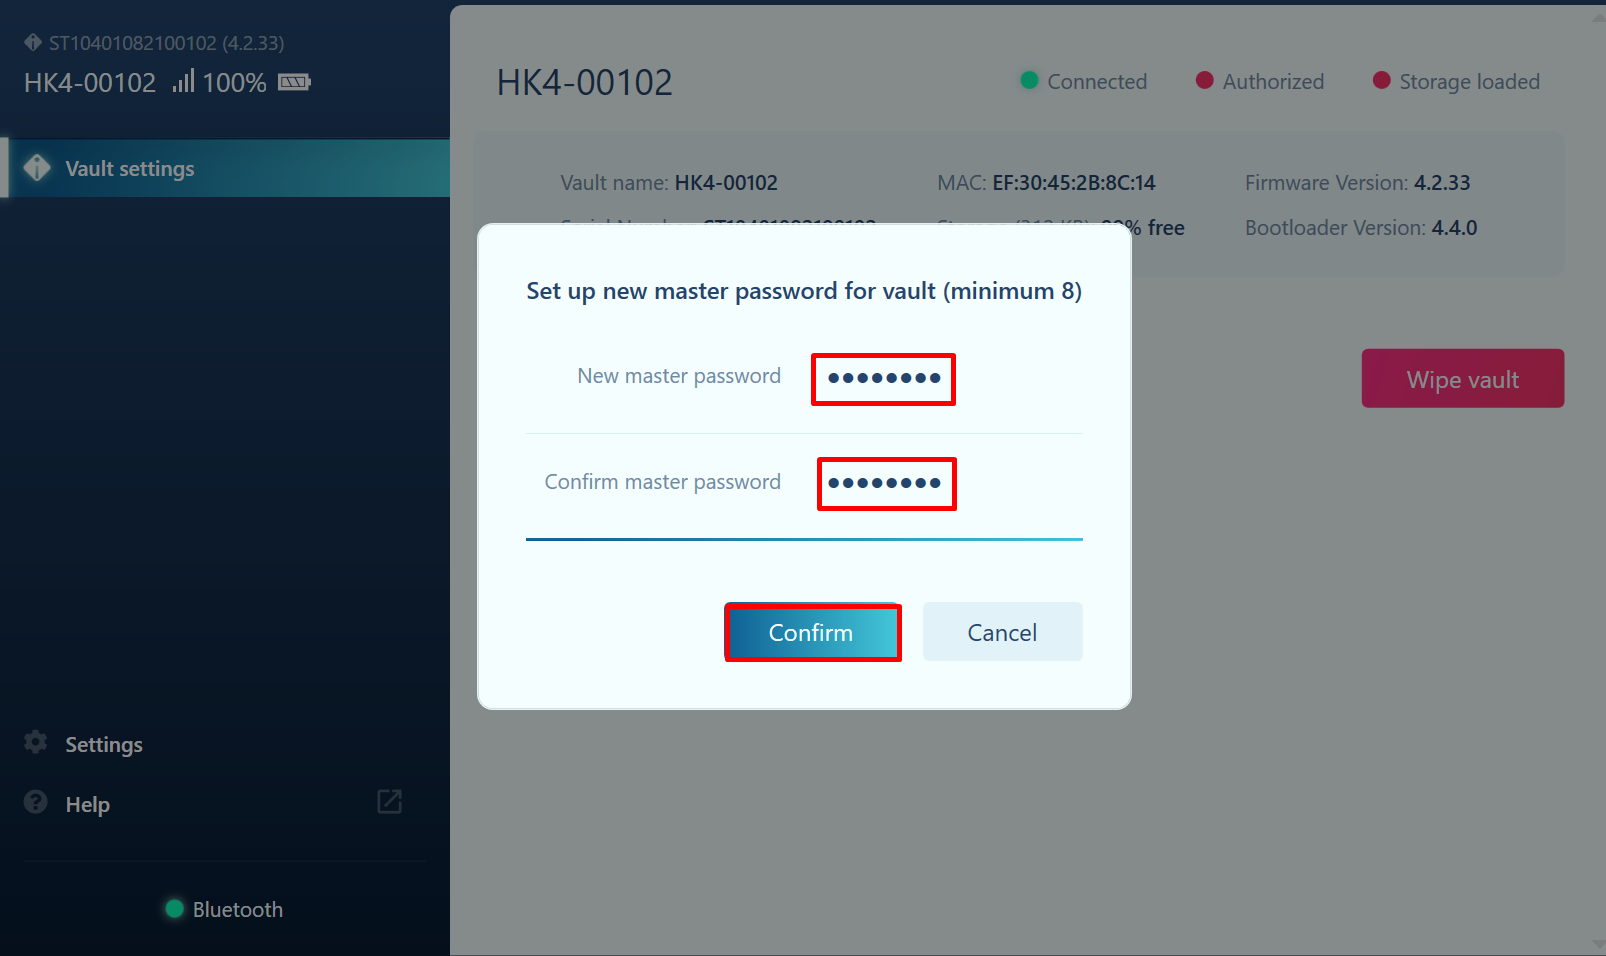 ST10401082100102 (4.2.33)
HK4-00102 100%
Vault settings
Settings
Help
Bluetooth
HK4-00102
Connected
Authorized
Storage loaded
Vault name: HK4-00102
MAC: EF:30:45:2B:8C:14
Firmware Version: 4.2.33
Serial Number: ST10401082100102
% free
Bootloader Version: 4.4.0
Wipe vault
Set up new master password for vault (minimum 8)
New master password ●●●●●●●●
Confirm master password ●●●●●●●●
Confirm
Cancel